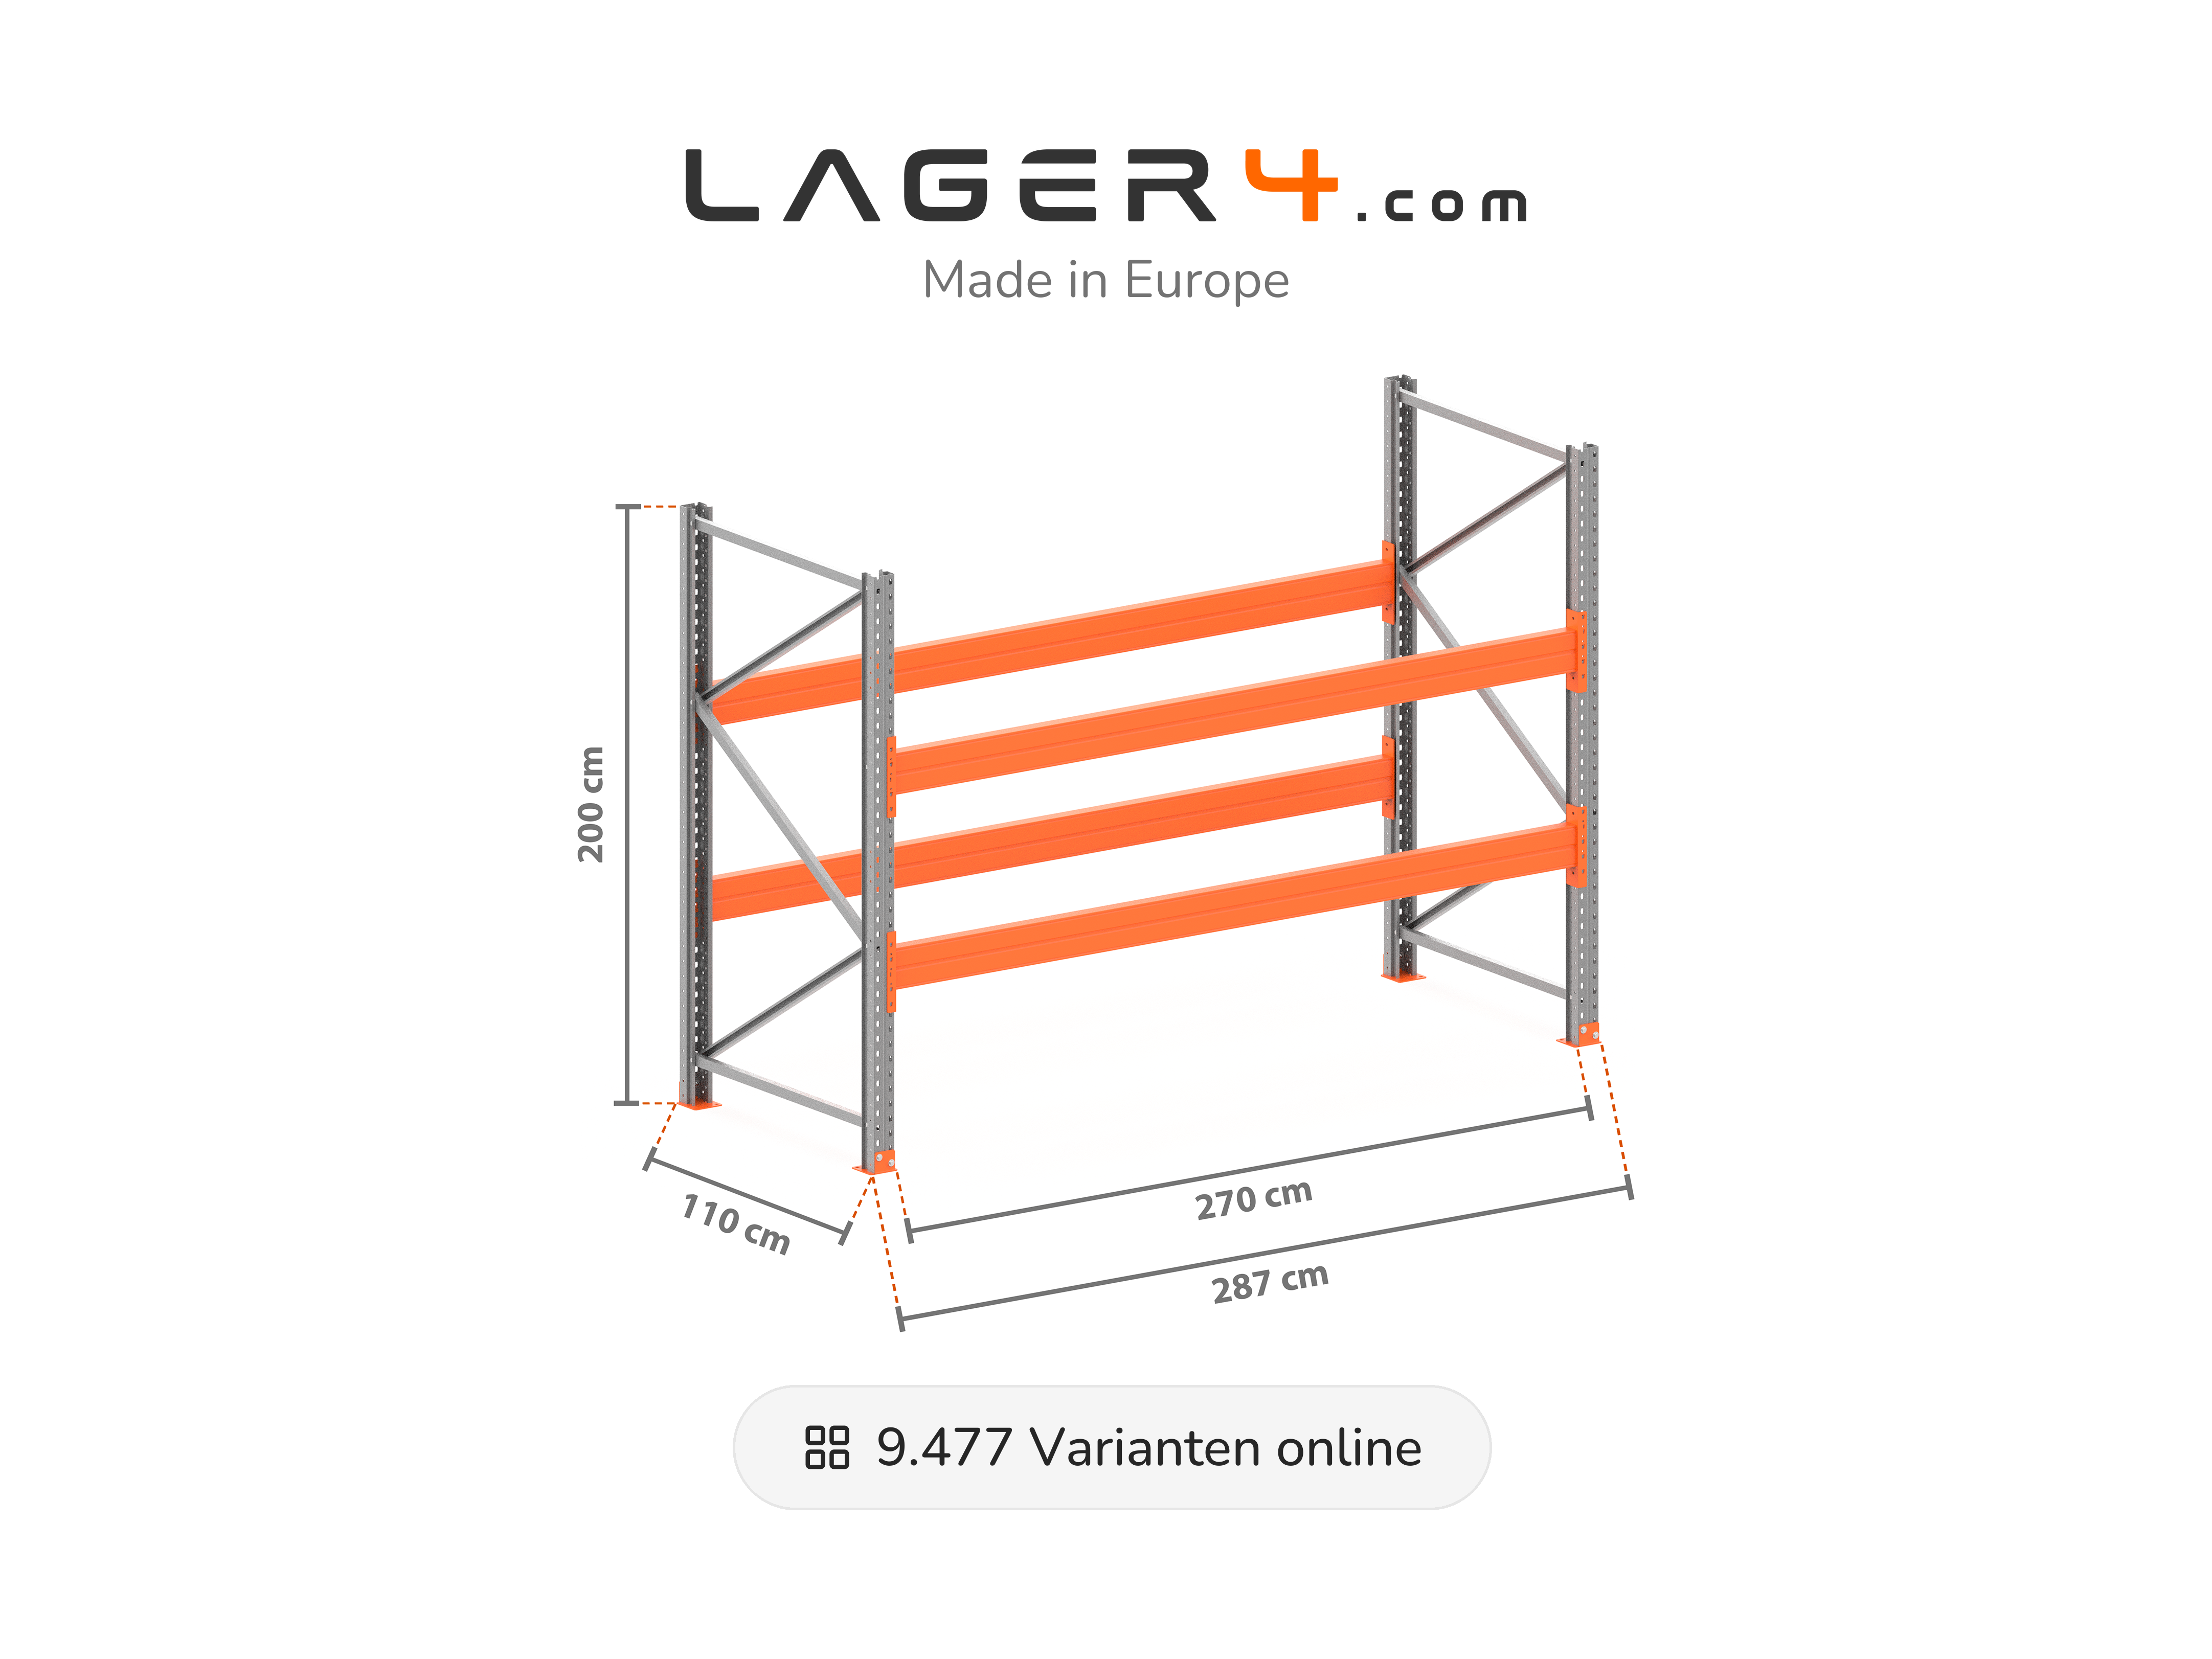 LAGER4.com
Made in Europe
200 cm
110 cm
270 cm
287 cm
9.477 Varianten online